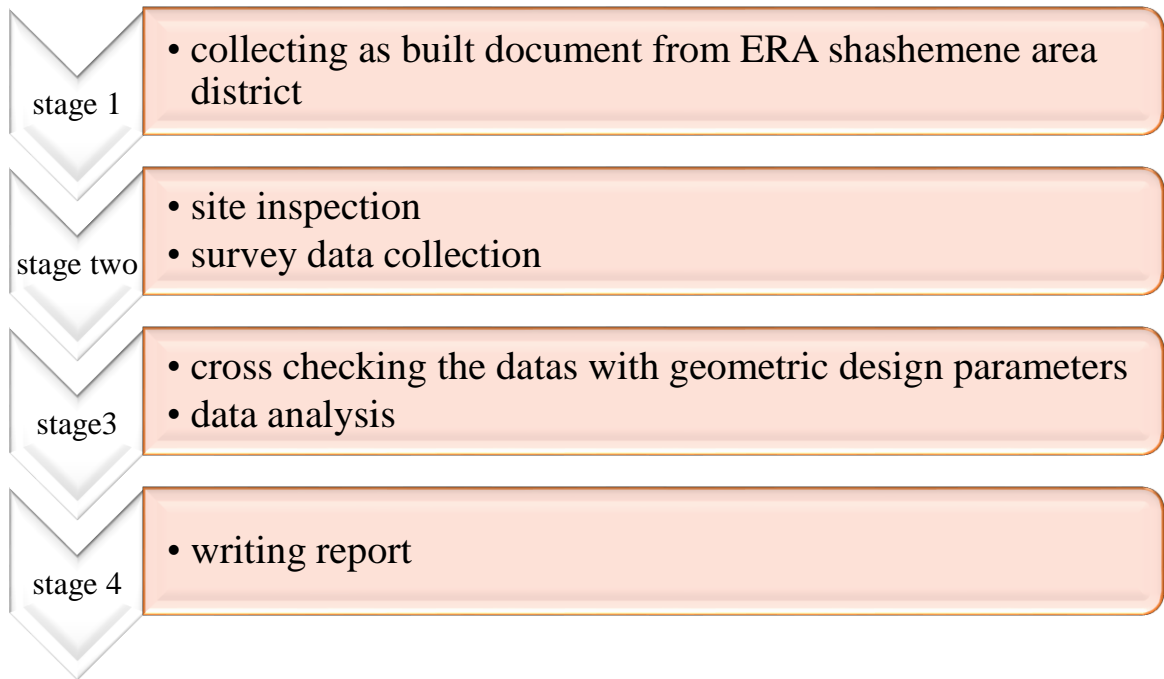 stage 1
• collecting as built document from ERA shashemene area
district
stage two
• site inspection
• survey data collection
stage3
• cross checking the datas with geometric design parameters
• data analysis
stage 4
• writing report